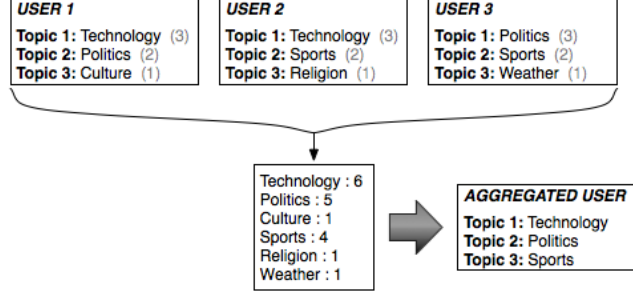 USER 1
Topic 1: Technology (3)
Topic 2: Politics (2)
Topic 3: Culture (1)
USER 2
Topic 1: Technology (3)
Topic 2: Sports (2)
Topic 3: Religion (1)
USER 3
Topic 1: Politics (3)
Topic 2: Sports (2)
Topic 3: Weather (1)
Technology : 6
Politics : 5
Culture : 1
Sports : 4
Religion : 1
Weather : 1
AGGREGATED USER
Topic 1: Technology
Topic 2: Politics
Topic 3: Sports